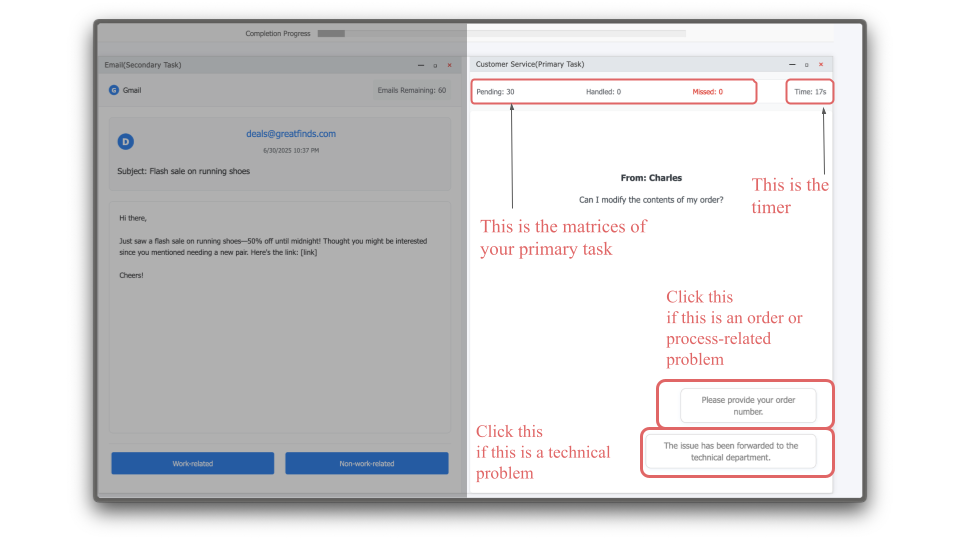 Completion Progress
Email(Secondary Task)
G Gmail
Emails Remaining: 60
D
deals@greatfinds.com
6/30/2025 10:37 PM
Subject: Flash sale on running shoes
Hi there,
Just saw a flash sale on running shoes—50% off until midnight! Thought you might be interested
since you mentioned needing a new pair. Here's the link: [link]
Cheers!
Work-related
Non-work-related
Customer Service(Primary Task)
Pending: 30
Handled: 0
Missed: 0
Time: 17s
From: Charles
Can I modify the contents of my order?
This is the
timer
This is the matrices of
your primary task
Click this
if this is an order or
process-related
problem
Please provide your order
number.
Click this
if this is a technical
problem
The issue has been forwarded to the
technical department.